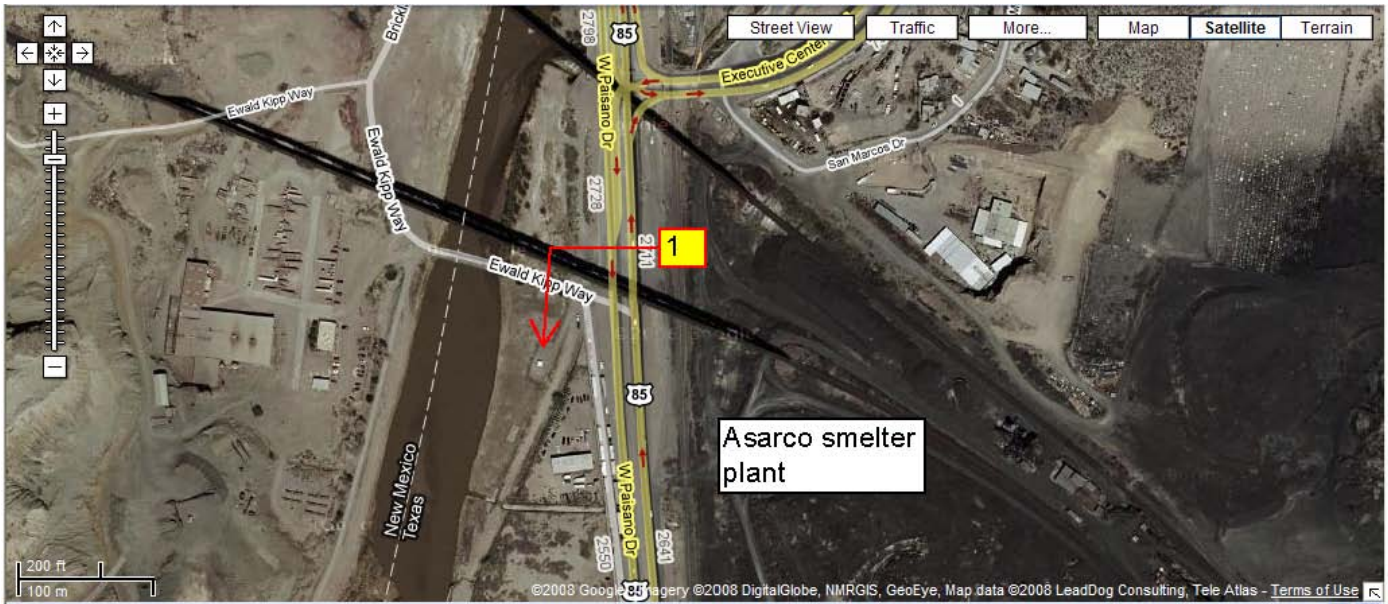 Street View
Traffic
More...
Map
Satellite
Terrain
85
2798
W Paisano Dr
Executive Center
Ewald Kipp Way
San Marcos Dr
Ewald Kipp Way
2728
2711
1
Ewald Kipp Way
85
Asarco smelter
plant
New Mexico
Texas
W Paisano Dr
2550
2641
85
200 ft
100 m
©2008 Google Imagery ©2008 DigitalGlobe, NMRGIS, GeoEye, Map data ©2008 LeadDog Consulting, Tele Atlas - Terms of Use